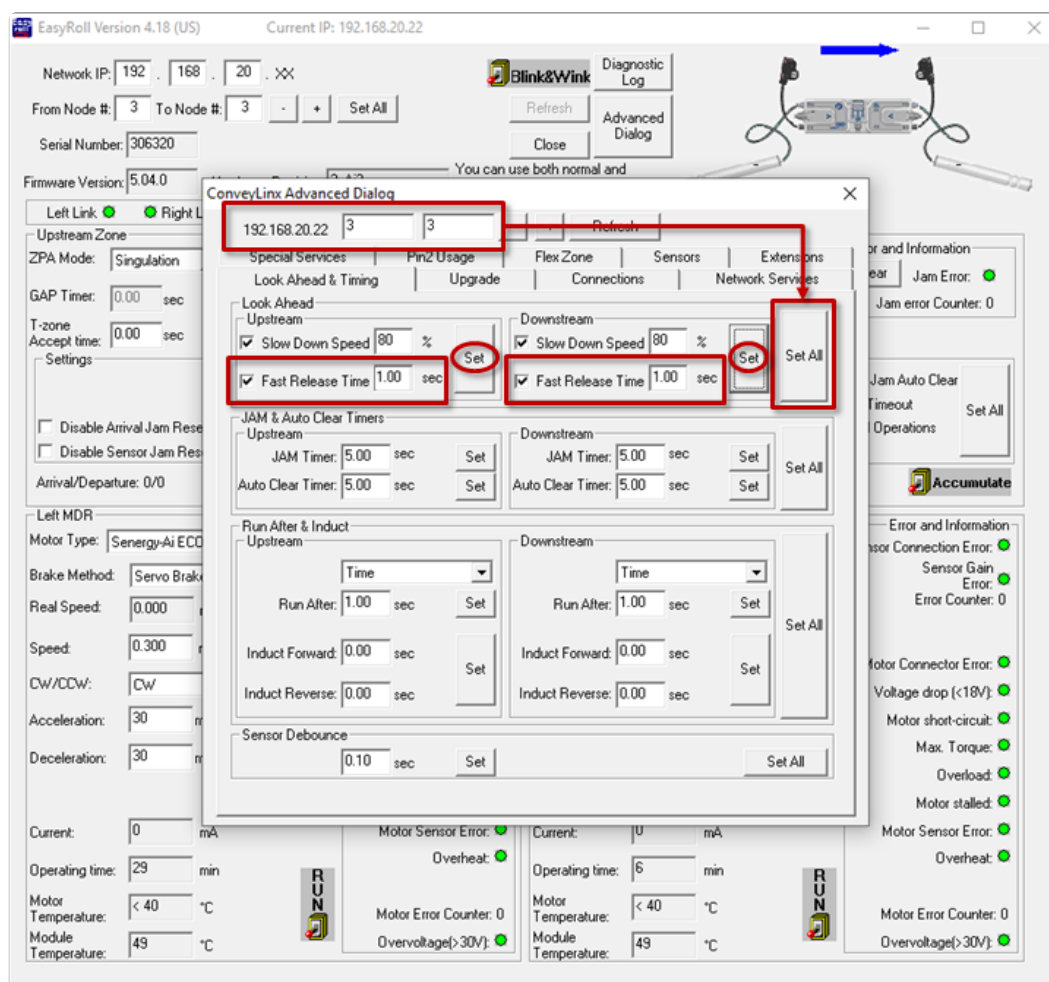 EasyRoll Version 4.18 (US) Current IP: 192.168.20.22
Network IP: 192 . 168 . 20 . XX
Blink&Wink
Diagnostic Log
From Node #: 3 To Node #: 3 - + Set All
Refresh
Advanced Dialog
Serial Number: 306320
Close
You can use both normal and
Firmware Version: 5.04.0
Left Link Right L
Upstream Zone
ZPA Mode: Singulation
GAP Timer: 0.00 sec
T-zone
Accept time: 0.00 sec
Settings
Disable Arrival Jam Rese
Disable Sensor Jam Res
Arrival/Departure: 0/0
Left MDR
Motor Type: Senergy-Ai ECO
Brake Method: Servo Brak
Real Speed: 0.000
Speed: 0.300
CW/CCW: CW
Acceleration: 30 m
Deceleration: 30 m
ConveyLinx Advanced Dialog
192.168.20.22 3 3 Refresh
Special Services Pin2 Usage Flex Zone Sensors Extensions
Look Ahead & Timing Upgrade Connections Network Services
Look Ahead
Upstream
Slow Down Speed 80 %
Fast Release Time 1.00 sec
Set
Downstream
Slow Down Speed 80 %
Fast Release Time 1.00 sec
Set
Set All
JAM & Auto Clear Timers
Upstream
JAM Timer: 5.00 sec Set
Auto Clear Timer: 5.00 sec Set
Downstream
JAM Timer: 5.00 sec Set
Auto Clear Timer: 5.00 sec Set
Set All
Run After & Induct
Upstream
Time
Run After: 1.00 sec Set
Induct Forward: 0.00 sec
Induct Reverse: 0.00 sec
Set
Downstream
Time
Run After: 1.00 sec Set
Induct Forward: 0.00 sec
Induct Reverse: 0.00 sec
Set
Set All
Sensor Debounce
0.10 sec Set Set All
or and Information
ear Jam Error:
Jam error Counter: 0
Jam Auto Clear
Timeout
Operations
Set All
Accumulate
Error and Information
nsor Connection Error:
Sensor Gain
Error:
Error Counter: 0
Motor Connector Error:
Voltage drop (<18V):
Motor short-circuit:
Max. Torque:
Overload:
Motor stalled:
Motor Sensor Error:
Overheat:
Motor Error Counter: 0
Overvoltage(>30V):
Current: 0 mA
Operating time: 29 min
Motor
Temperature: < 40 °C
Module
Temperature: 49 °C
RUN
Motor Sensor Error:
Overheat:
Motor Error Counter: 0
Overvoltage(>30V):
Current: 0 mA
Operating time: 6 min
Motor
Temperature: < 40 °C
Module
Temperature: 49 °C
RUN